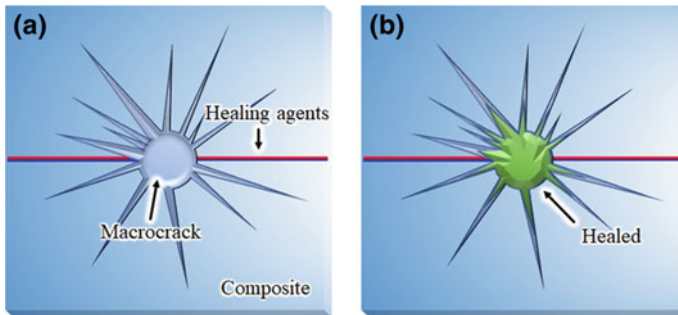 (a)
Healing agents
Macrocrack
Composite
(b)
Healed